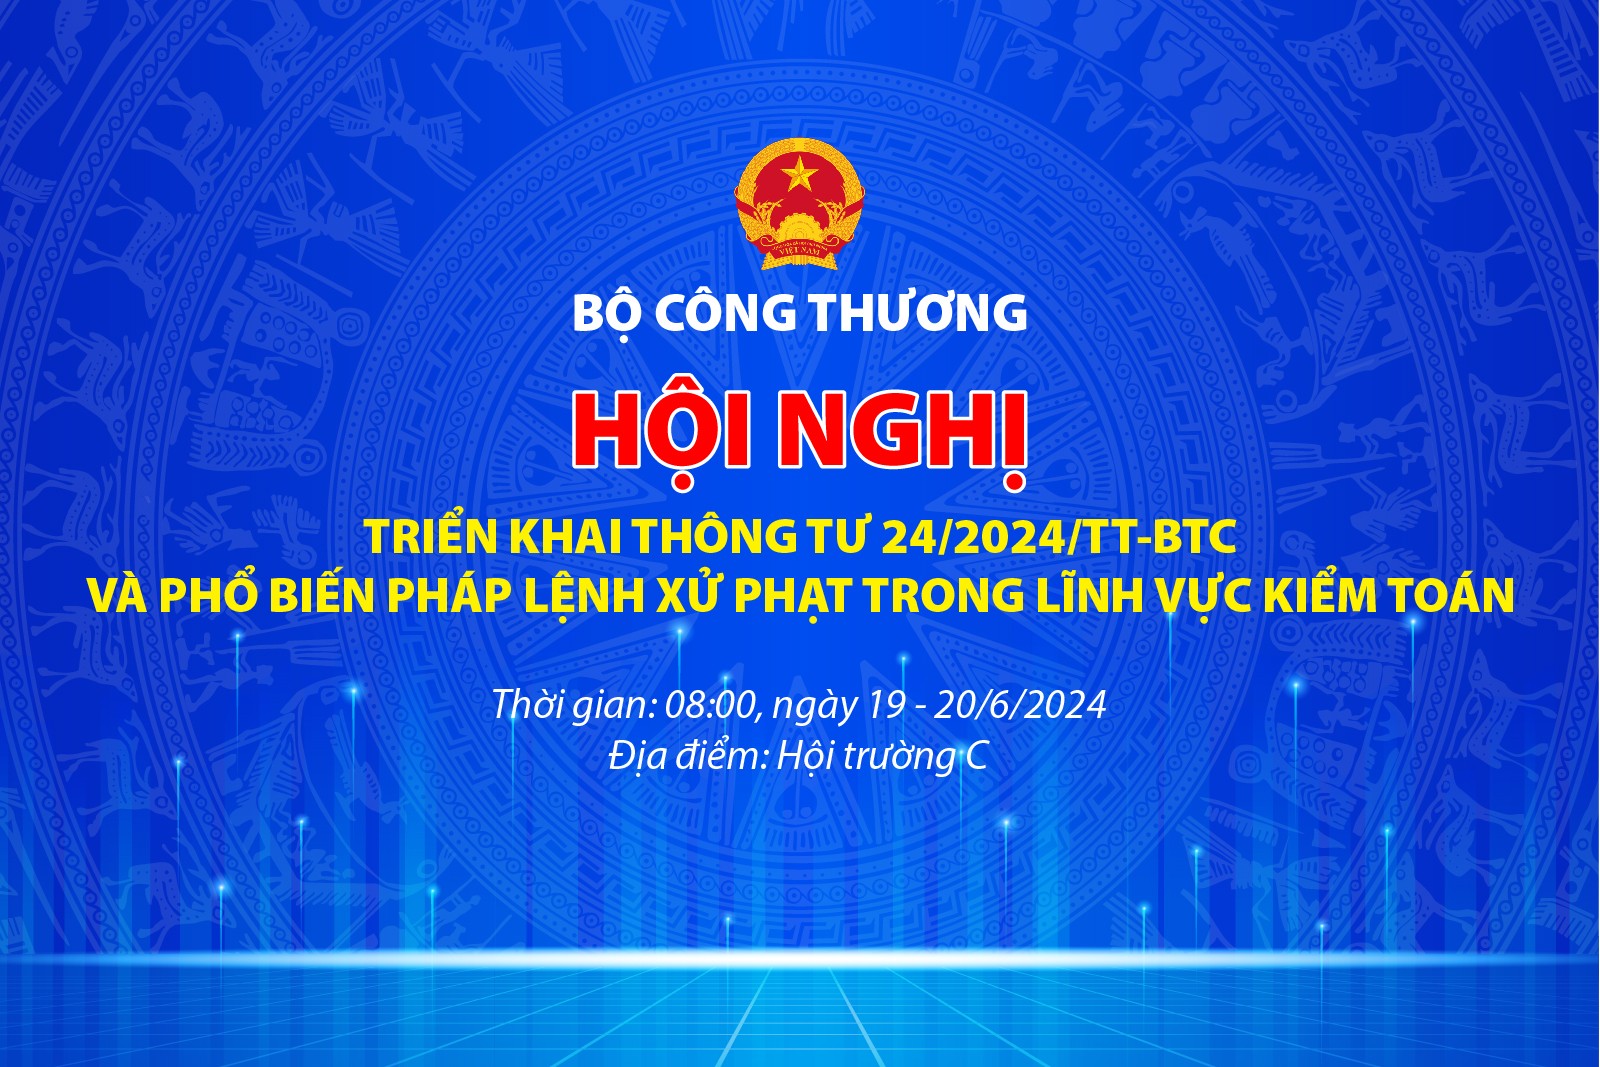 VIỆT NAM
BỘ CÔNG THƯƠNG
HỘI NGHỊ
TRIỂN KHAI THÔNG TƯ 24/2024/TT-BTC
VÀ PHỔ BIẾN PHÁP LỆNH XỬ PHẠT TRONG LĨNH VỰC KIỂM TOÁN
Thời gian: 08:00, ngày 19 - 20/6/2024
Địa điểm: Hội trường C